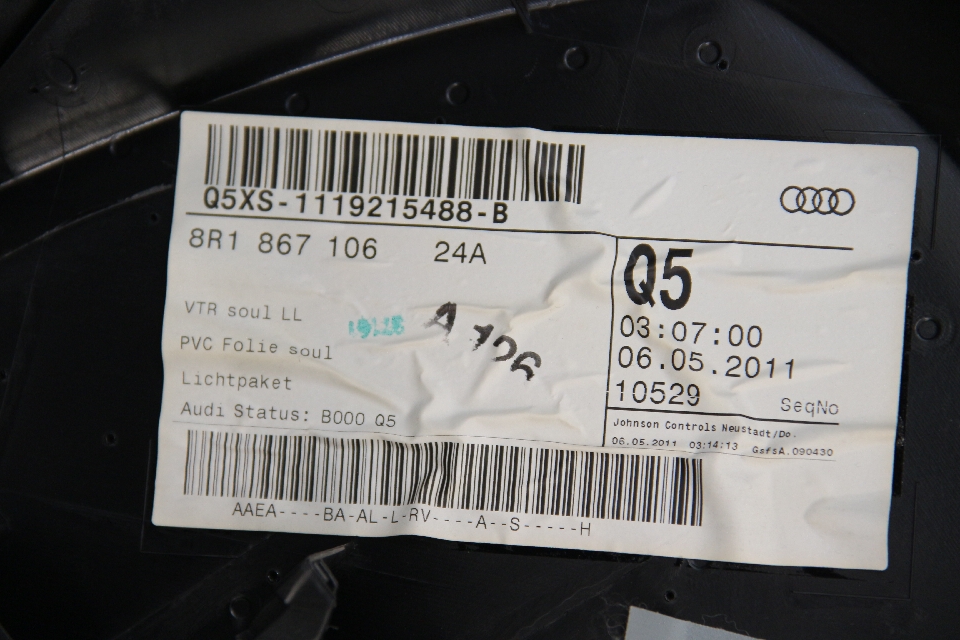 Q5XS-1119215488-B
8R1 867 106 24A
VTR soul LL
PVC Folie soul
Lichtpaket
Audi Status: B000 Q5
A 126
Q5
03:07:00
06.05.2011
10529 SeqNo
Johnson Controls Neustadt/Do.
06.05.2011 03:14:13 GsfsA.090430
AAEA----BA-AL-L-RV----A--S-----H